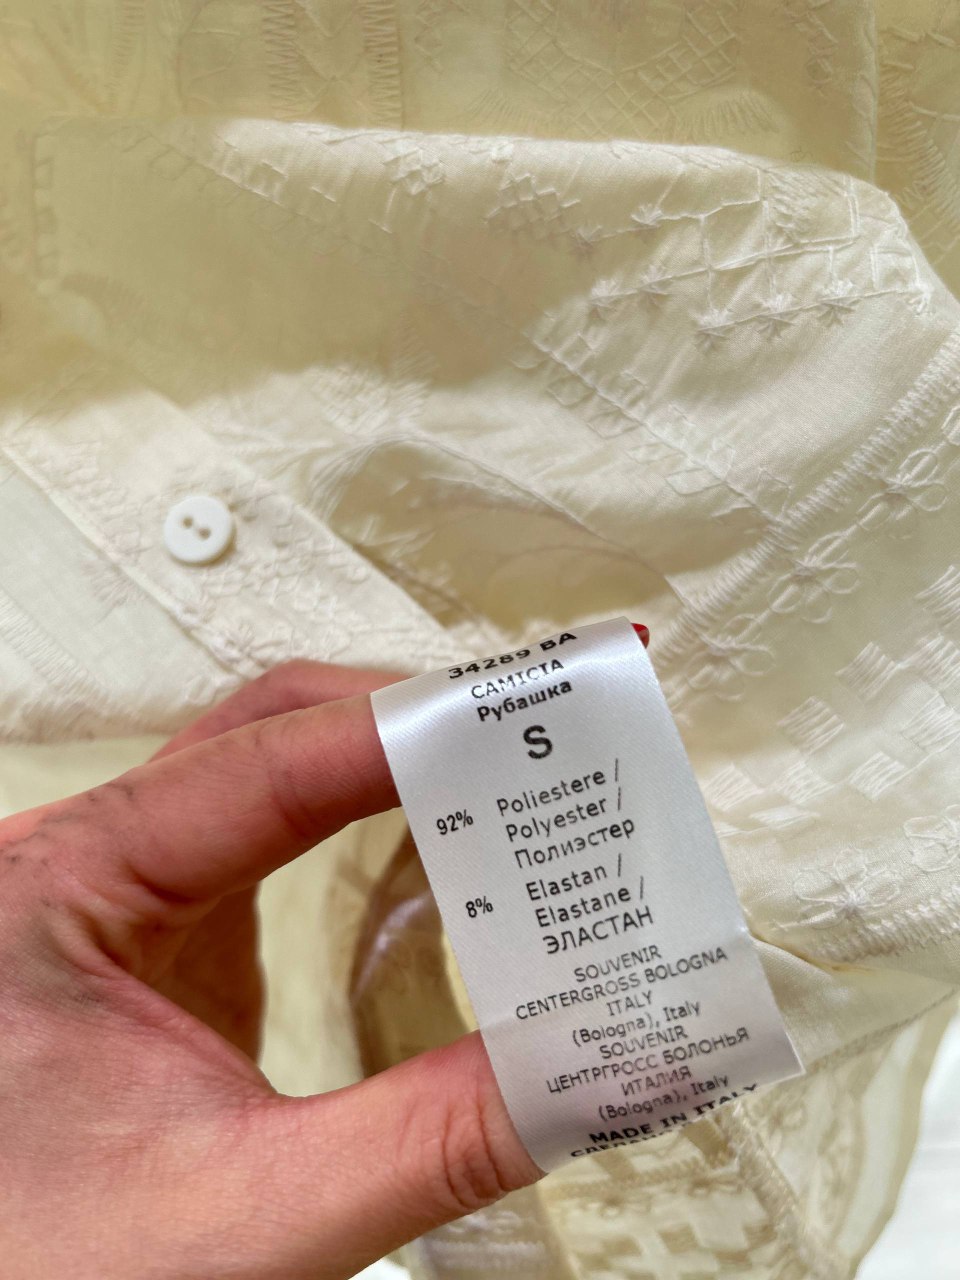 34289 BA
CAMICIA
Рубашка
S
92% Poliestere /
Polyester /
Полиэстер
8% Elastan /
Elastane /
ЭЛАСТАН
SOUVENIR
CENTERGROSS BOLOGNA
ITALY
(Bologna), Italy
SOUVENIR
ЦЕНТРГРОСС БОЛОНЬЯ
ИТАЛИЯ
(Bologna), Italy
MADE IN ITALY